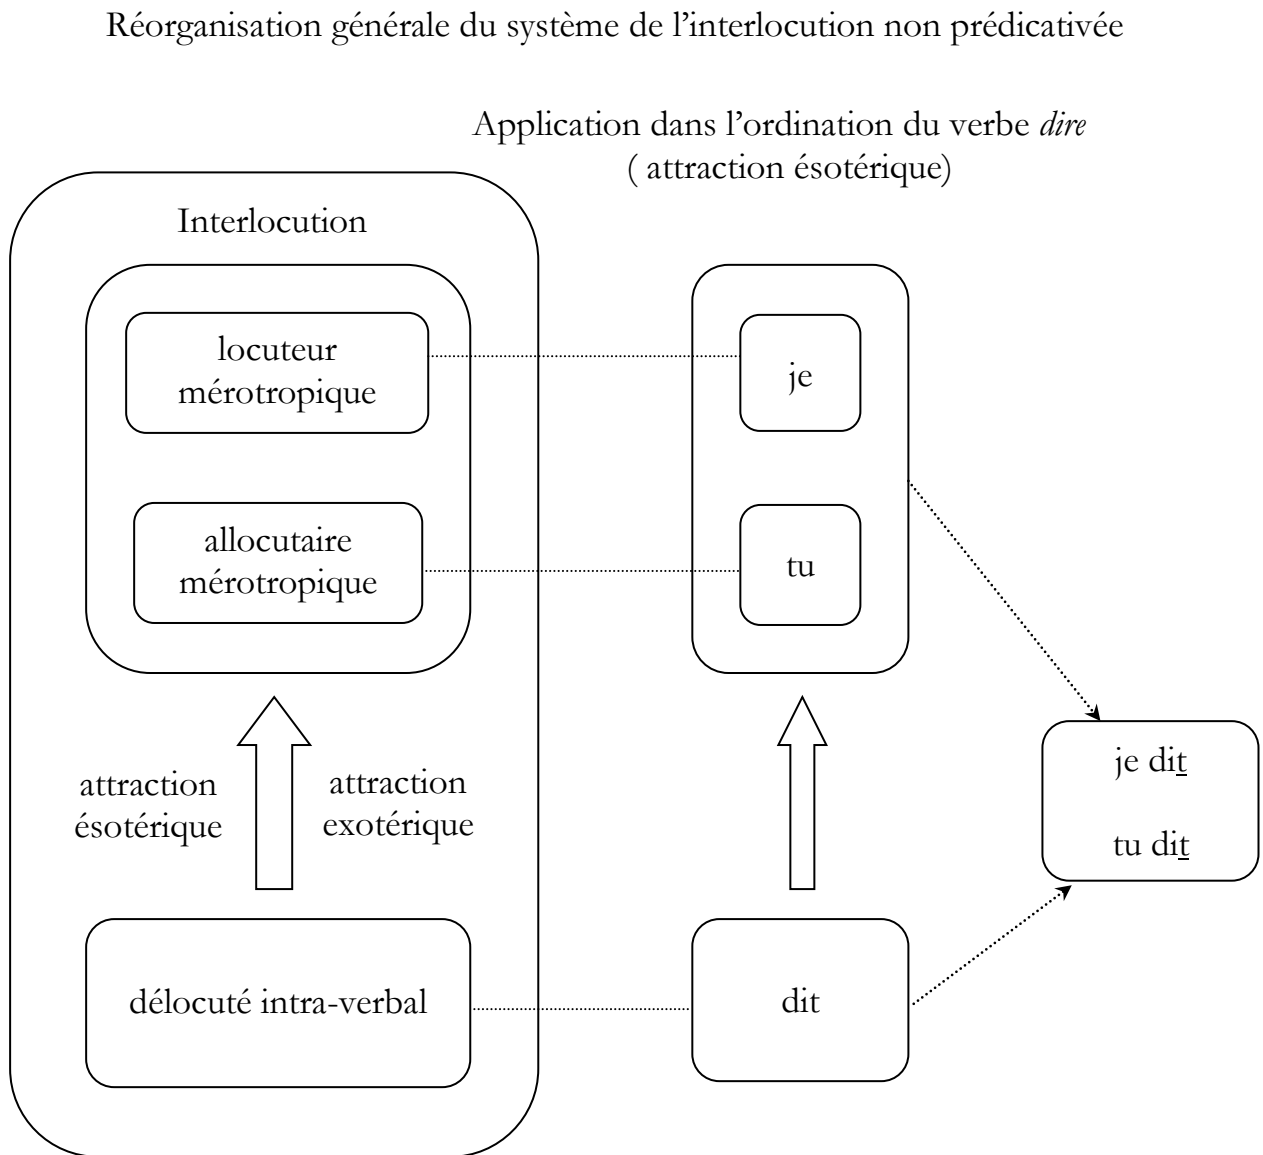 Réorganisation générale du système de l’interlocution non prédicativée
Application dans l’ordination du verbe dire
( attraction ésotérique)
Interlocution
locuteur
mérotropique
je
allocutaire
mérotropique
tu
attraction
ésotérique
attraction
exotérique
je dit
tu dit
délocuté intra-verbal
dit